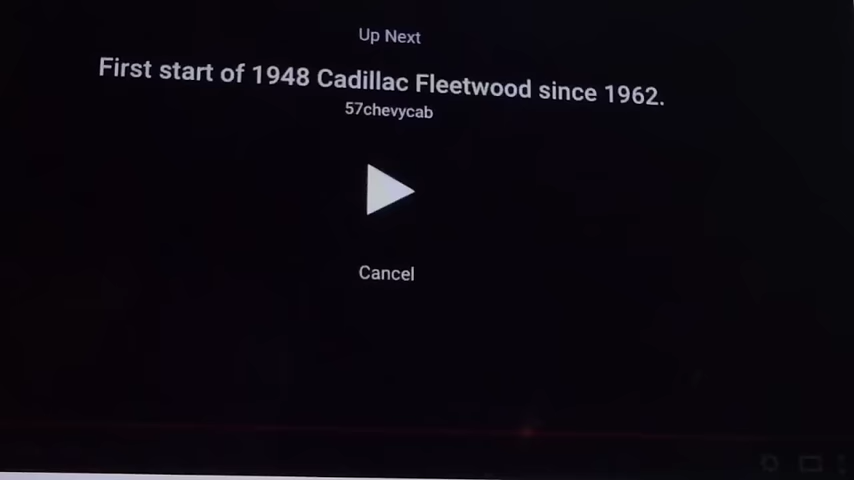 Up Next
First start of 1948 Cadillac Fleetwood since 1962.
57chevycab
Cancel